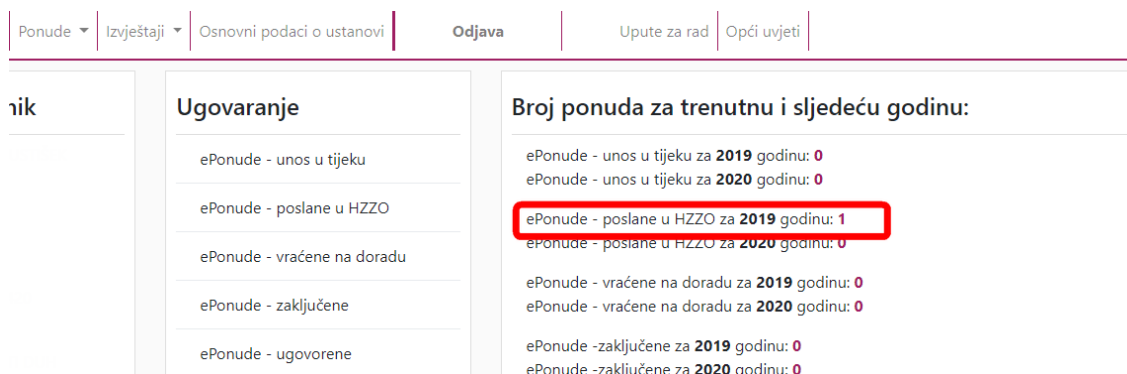 Ponude Izvještaji Osnovni podaci o ustanovi Odjava Upute za rad Opći uvjeti
nik
Ugovaranje
ePonude - unos u tijeku
ePonude - poslane u HZZO
ePonude - vraćene na doradu
ePonude - zaključene
ePonude - ugovorene
Broj ponuda za trenutnu i sljedeću godinu:
ePonude - unos u tijeku za 2019 godinu: 0
ePonude - unos u tijeku za 2020 godinu: 0
ePonude - poslane u HZZO za 2019 godinu: 1
ePonude - poslane u HZZO za 2020 godinu: 0
ePonude - vraćene na doradu za 2019 godinu: 0
ePonude - vraćene na doradu za 2020 godinu: 0
ePonude -zaključene za 2019 godinu: 0
ePonude -zaključene za 2020 godinu: 0